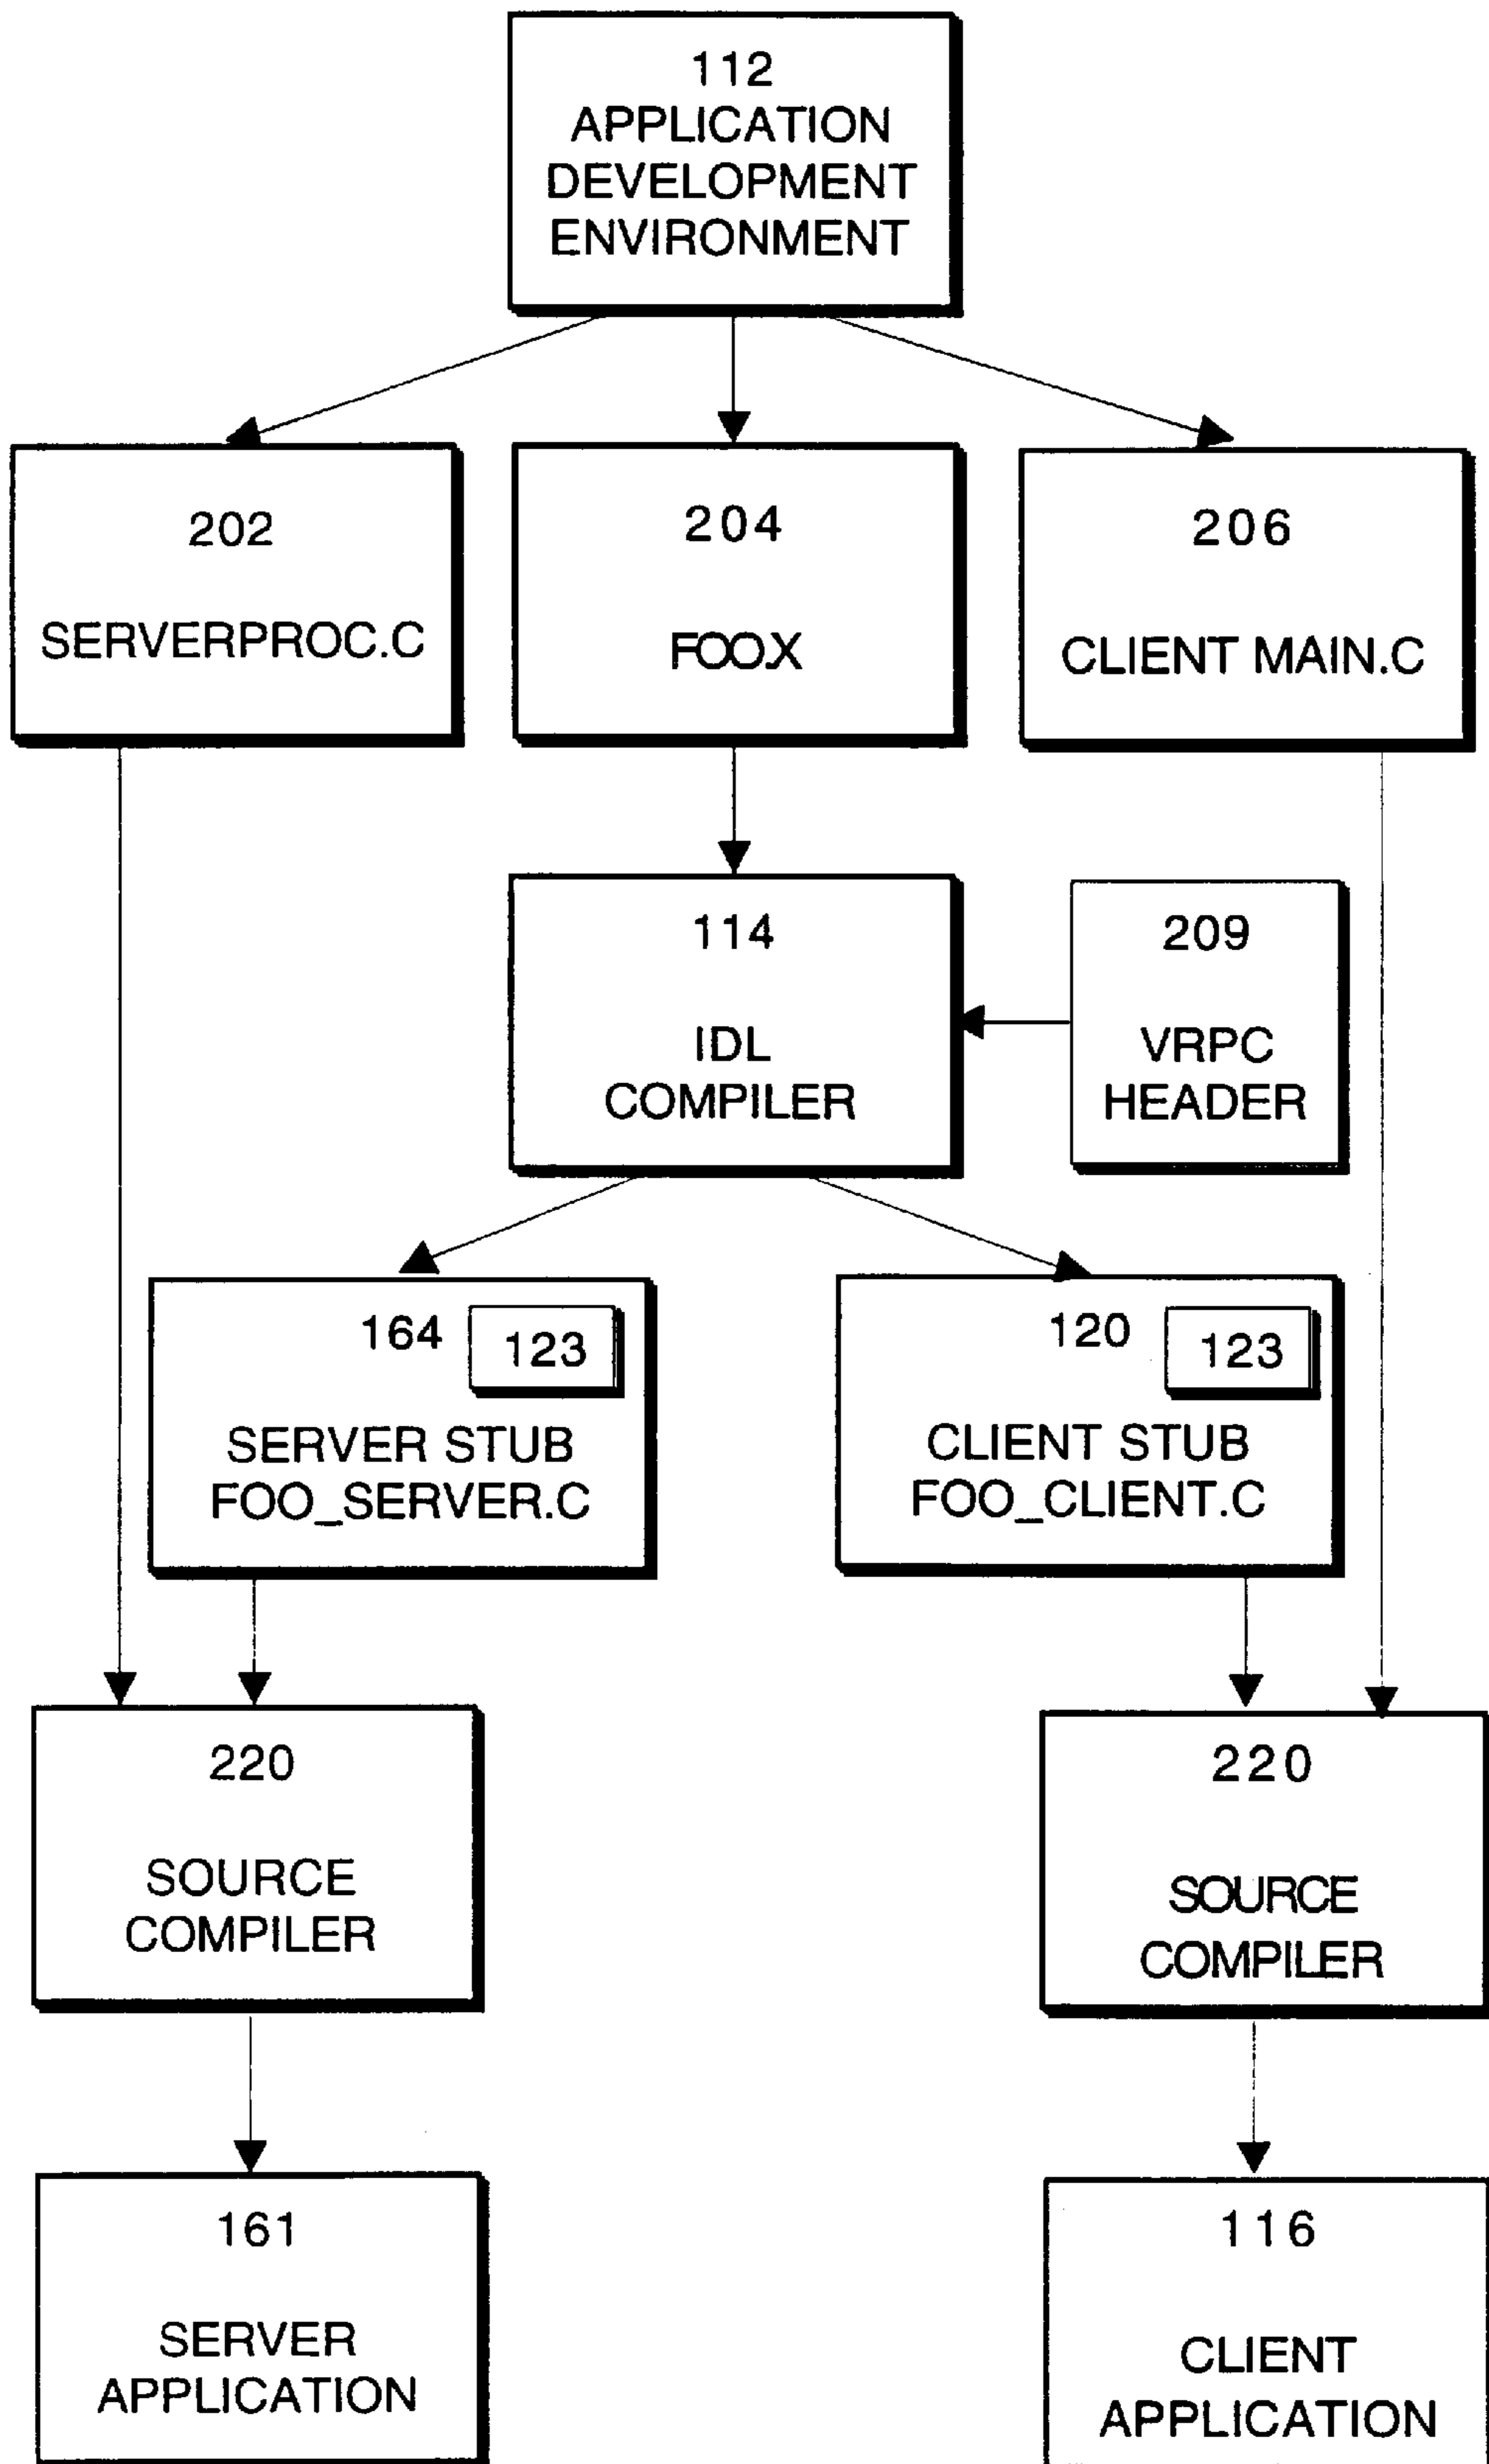 112
APPLICATION
DEVELOPMENT
ENVIRONMENT
202
SERVERPROC.C
204
FOO.X
206
CLIENT MAIN.C
114
IDL
COMPILER
209
VRPC
HEADER
164
123
SERVER STUB
FOO_SERVER.C
120
123
CLIENT STUB
FOO_CLIENT.C
220
SOURCE
COMPILER
220
SOURCE
COMPILER
161
SERVER
APPLICATION
116
CLIENT
APPLICATION